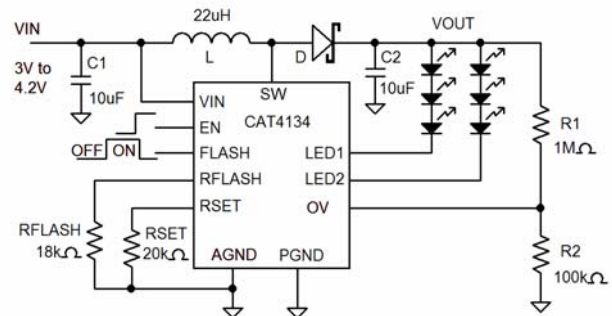 VIN
22uH
VOUT
L
D
3V to
4.2V
C1
10uF
C2
10uF
SW
VIN
CAT4134
EN
OFF
ON
FLASH
LED1
RFLASH
LED2
RSET
OV
R1
1MΩ
RFLASH
18kΩ
RSET
20kΩ
AGND
PGND
R2
100kΩ